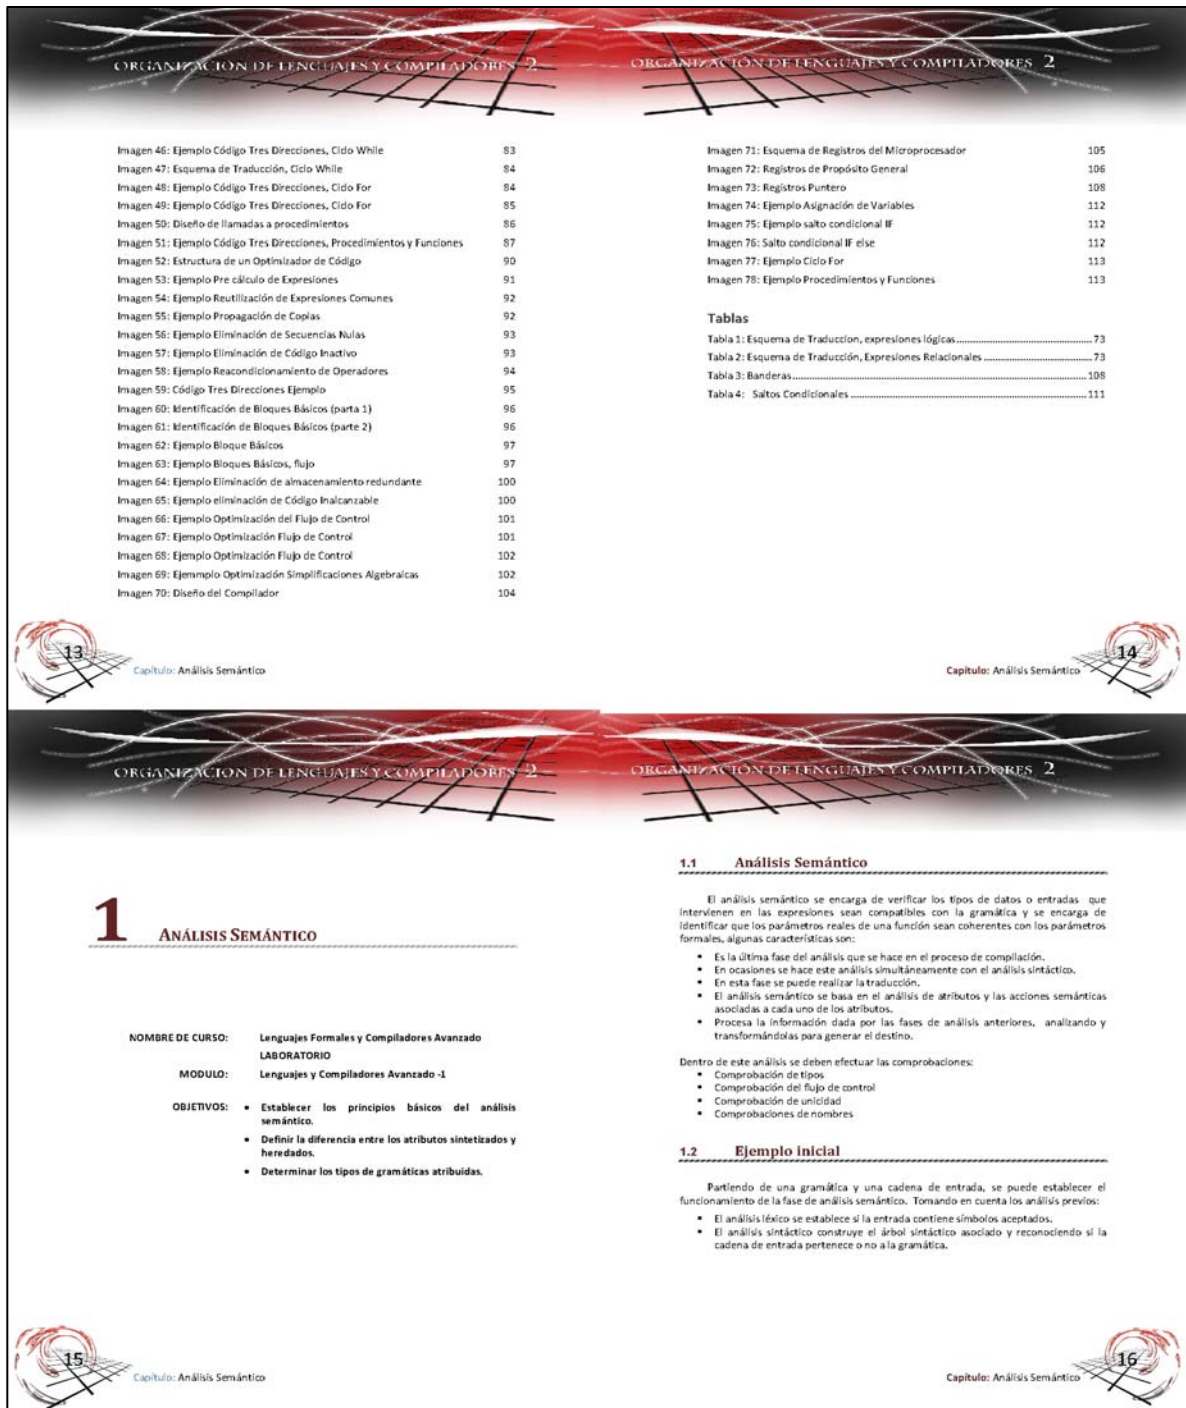 ORGANIZACION DE LENGUAJES Y COMPILADORES 2
Imagen 46: Ejemplo Código Tres Direcciones, Ciclo While 83
Imagen 47: Esquema de Traducción, Ciclo While 84
Imagen 48: Ejemplo Código Tres Direcciones, Ciclo For 84
Imagen 49: Ejemplo Código Tres Direcciones, Ciclo For 85
Imagen 50: Diseño de llamadas a procedimientos 86
Imagen 51: Ejemplo Código Tres Direcciones, Procedimientos y Funciones 87
Imagen 52: Estructura de un Optimizador de Código 90
Imagen 53: Ejemplo Pre cálculo de Expresiones 91
Imagen 54: Ejemplo Reutilización de Expresiones Comunes 92
Imagen 55: Ejemplo Propagación de Copias 92
Imagen 56: Ejemplo Eliminación de Secuencias Nulas 93
Imagen 57: Ejemplo Eliminación de Código Inactivo 93
Imagen 58: Ejemplo Reacondicionamiento de Operadores 94
Imagen 59: Código Tres Direcciones Ejemplo 95
Imagen 60: Identificación de Bloques Básicos (parta 1) 96
Imagen 61: Identificación de Bloques Básicos (parte 2) 96
Imagen 62: Ejemplo Bloque Básicos 97
Imagen 63: Ejemplo Bloques Básicos, flujo 97
Imagen 64: Ejemplo Eliminación de almacenamiento redundante 100
Imagen 65: Ejemplo eliminación de Código Inalcanzable 100
Imagen 66: Ejemplo Optimización del Flujo de Control 101
Imagen 67: Ejemplo Optimización Flujo de Control 101
Imagen 68: Ejemplo Optimización Flujo de Control 102
Imagen 69: Ejemmplo Optimización Simplificaciones Algebraicas 102
Imagen 70: Diseño del Compilador 104
13
Capítulo: Análisis Semántico
ORGANIZACIÓN DE LENGUAJES Y COMPILADORES 2
Imagen 71: Esquema de Registros del Microprocesador 105
Imagen 72: Registros de Propósito General 106
Imagen 73: Registros Puntero 108
Imagen 74: Ejemplo Asignación de Variables 112
Imagen 75: Ejemplo salto condicional IF 112
Imagen 76: Salto condicional IF else 112
Imagen 77: Ejemplo Ciclo For 113
Imagen 78: Ejemplo Procedimientos y Funciones 113
Tablas
Tabla 1: Esquema de Traduccion, expresiones lógicas 73
Tabla 2: Esquema de Traducción, Expresiones Relacionales 73
Tabla 3: Banderas 108
Tabla 4: Saltos Condicionales 111
14
Capítulo: Análisis Semántico
ORGANIZACION DE LENGUAJES Y COMPILADORES 2
1 ANÁLISIS SEMÁNTICO
NOMBRE DE CURSO: Lenguajes Formales y Compiladores Avanzado
LABORATORIO
MODULO: Lenguajes y Compiladores Avanzado -1
OBJETIVOS: • Establecer los principios básicos del análisis
semántico.
• Definir la diferencia entre los atributos sintetizados y
heredados.
• Determinar los tipos de gramáticas atribuidas.
15
Capítulo: Análisis Semántico
ORGANIZACIÓN DE LENGUAJES Y COMPILADORES 2
1.1 Análisis Semántico
El análisis semántico se encarga de verificar los tipos de datos o entradas que
intervienen en las expresiones sean compatibles con la gramática y se encarga de
identificar que los parámetros reales de una función sean coherentes con los parámetros
formales, algunas características son:
▪ Es la última fase del análisis que se hace en el proceso de compilación.
▪ En ocasiones se hace este análisis simultáneamente con el análisis sintáctico.
▪ En esta fase se puede realizar la traducción.
▪ El análisis semántico se basa en el análisis de atributos y las acciones semánticas
asociadas a cada uno de los atributos.
▪ Procesa la información dada por las fases de análisis anteriores, analizando y
transformándolas para generar el destino.
Dentro de este análisis se deben efectuar las comprobaciones:
▪ Comprobación de tipos
▪ Comprobación del flujo de control
▪ Comprobación de unicidad
▪ Comprobaciones de nombres
1.2 Ejemplo inicial
Partiendo de una gramática y una cadena de entrada, se puede establecer el
funcionamiento de la fase de análisis semántico. Tomando en cuenta los análisis previos:
▪ El análisis léxico se establece si la entrada contiene símbolos aceptados.
▪ El análisis sintáctico construye el árbol sintáctico asociado y reconociendo si la
cadena de entrada pertenece o no a la gramática.
16
Capítulo: Análisis Semántico